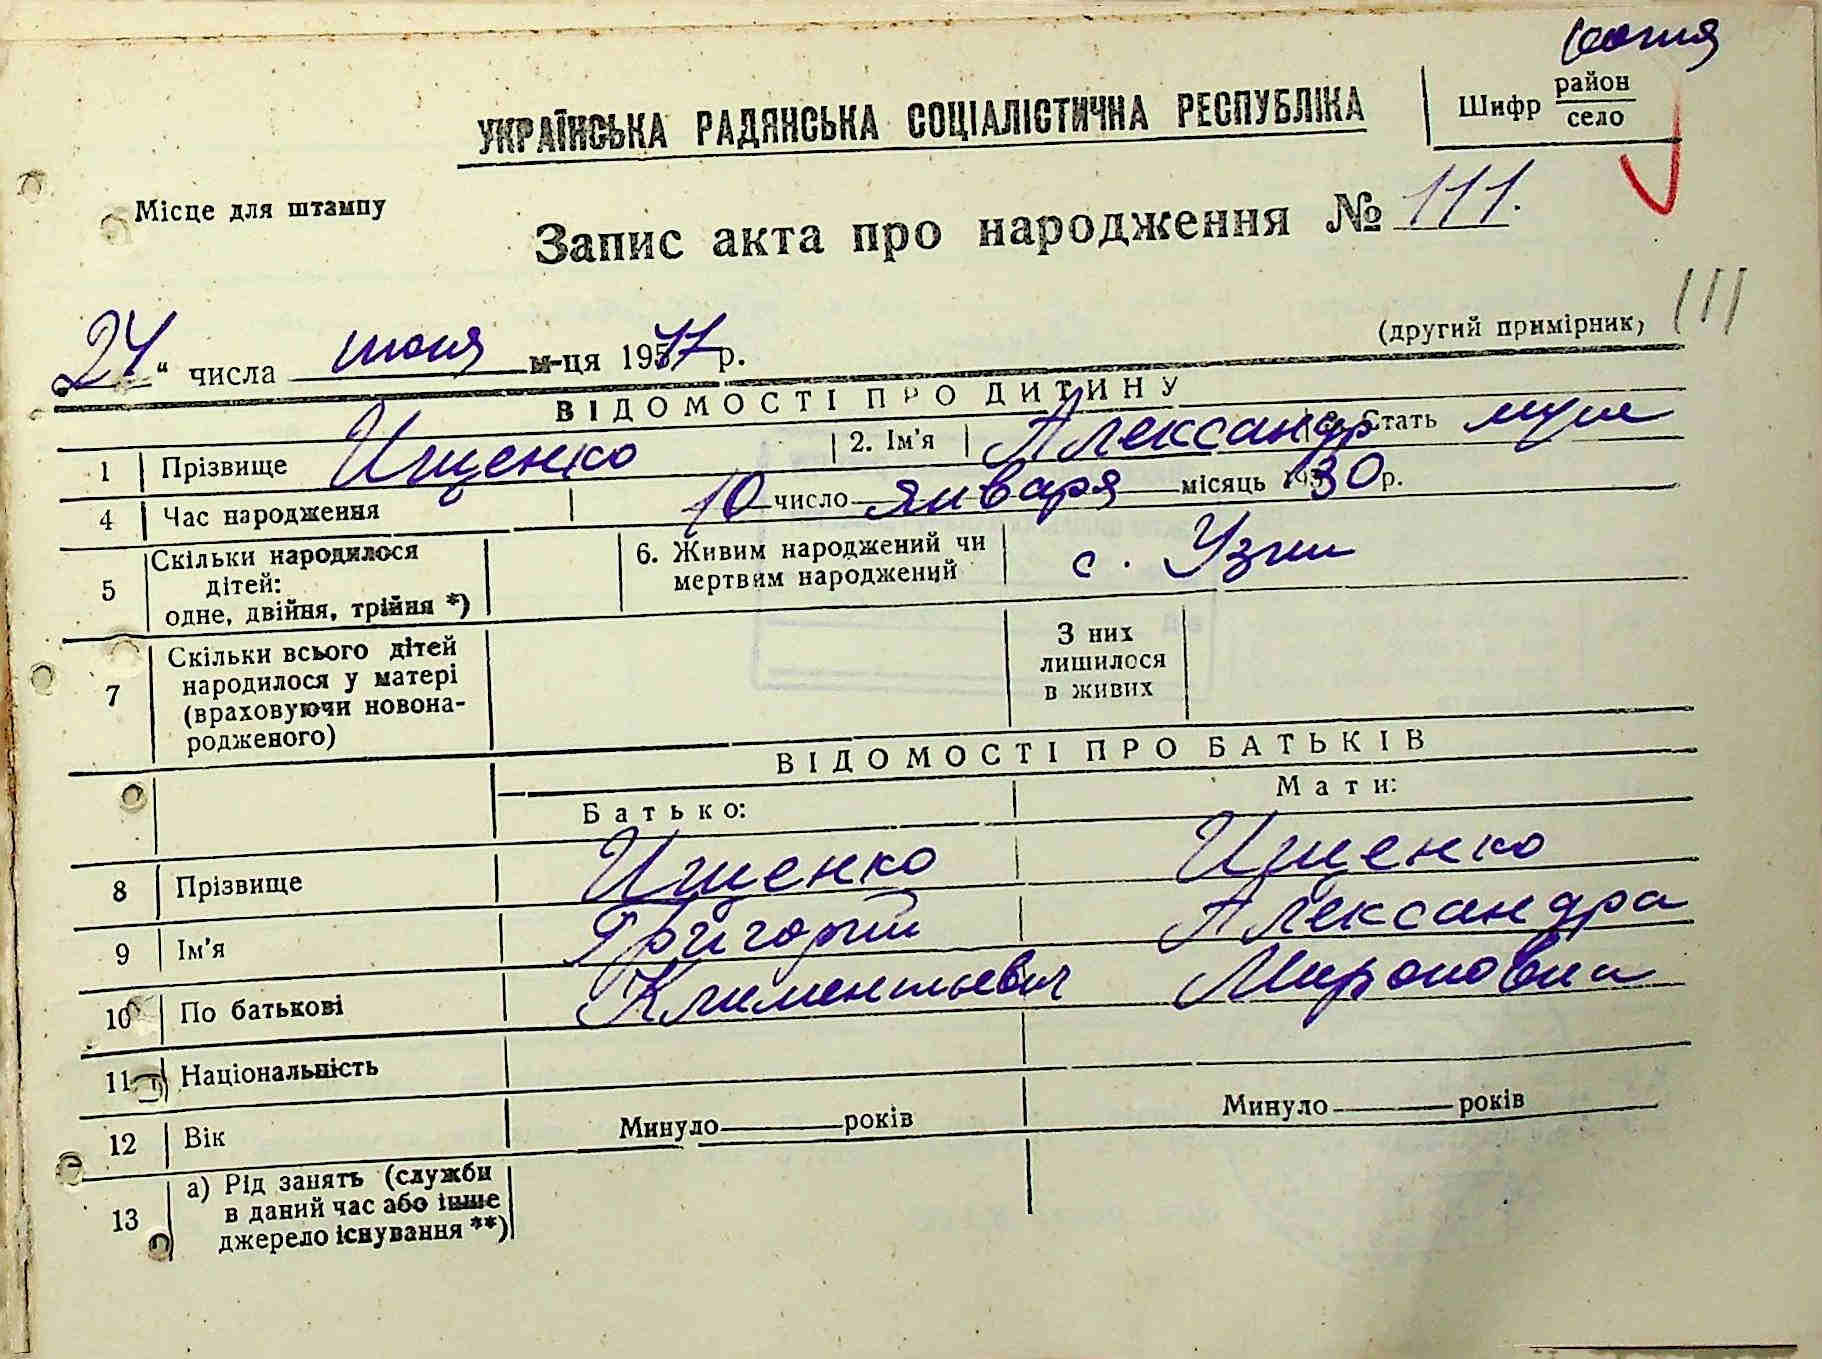 копия
УКРАЇНСЬКА РАДЯНСЬКА СОЦІАЛІСТИЧНА РЕСПУБЛІКА
Шифр район
село
Місце для штампу
Запис акта про народження № 111.
111
(другий примірник)
24 " числа июня м-ця 1977 р.
ВІДОМОСТІ ПРО ДИТИНУ
1 Прізвище Ищенко 2. Ім'я Александр 3. Стать муж
4 Час народження 10 число января місяць 1930 р.
5 Скільки народилося дітей: одне, двійня, трійня *) 6. Живим народжений чи мертвим народжений с. Узин
7 Скільки всього дітей народилося у матері (враховуючи новонародженого) З них лишилося в живих
ВІДОМОСТІ ПРО БАТЬКІВ
Батько: Мати:
8 Прізвище Ищенко Ищенко
9 Ім'я Григорий Александра
10 По батькові Климентьевич Мироновна
11 Національність
12 Вік Минуло років Минуло років
13 а) Рід занять (служби в даний час або інше джерело існування **)